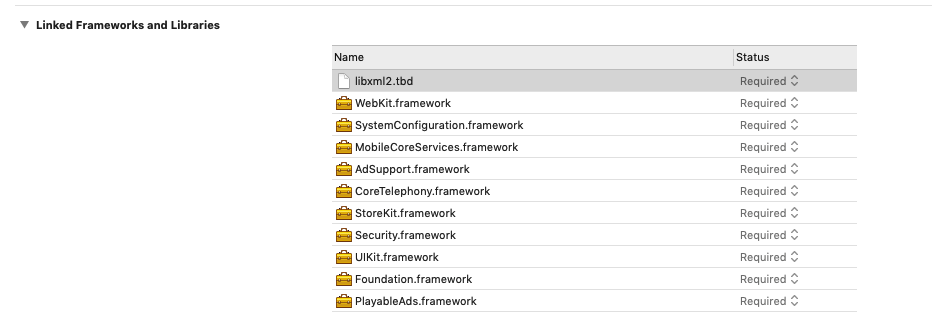 Linked Frameworks and Libraries
Name Status
libxml2.tbd Required
WebKit.framework Required
SystemConfiguration.framework Required
MobileCoreServices.framework Required
AdSupport.framework Required
CoreTelephony.framework Required
StoreKit.framework Required
Security.framework Required
UIKit.framework Required
Foundation.framework Required
PlayableAds.framework Required